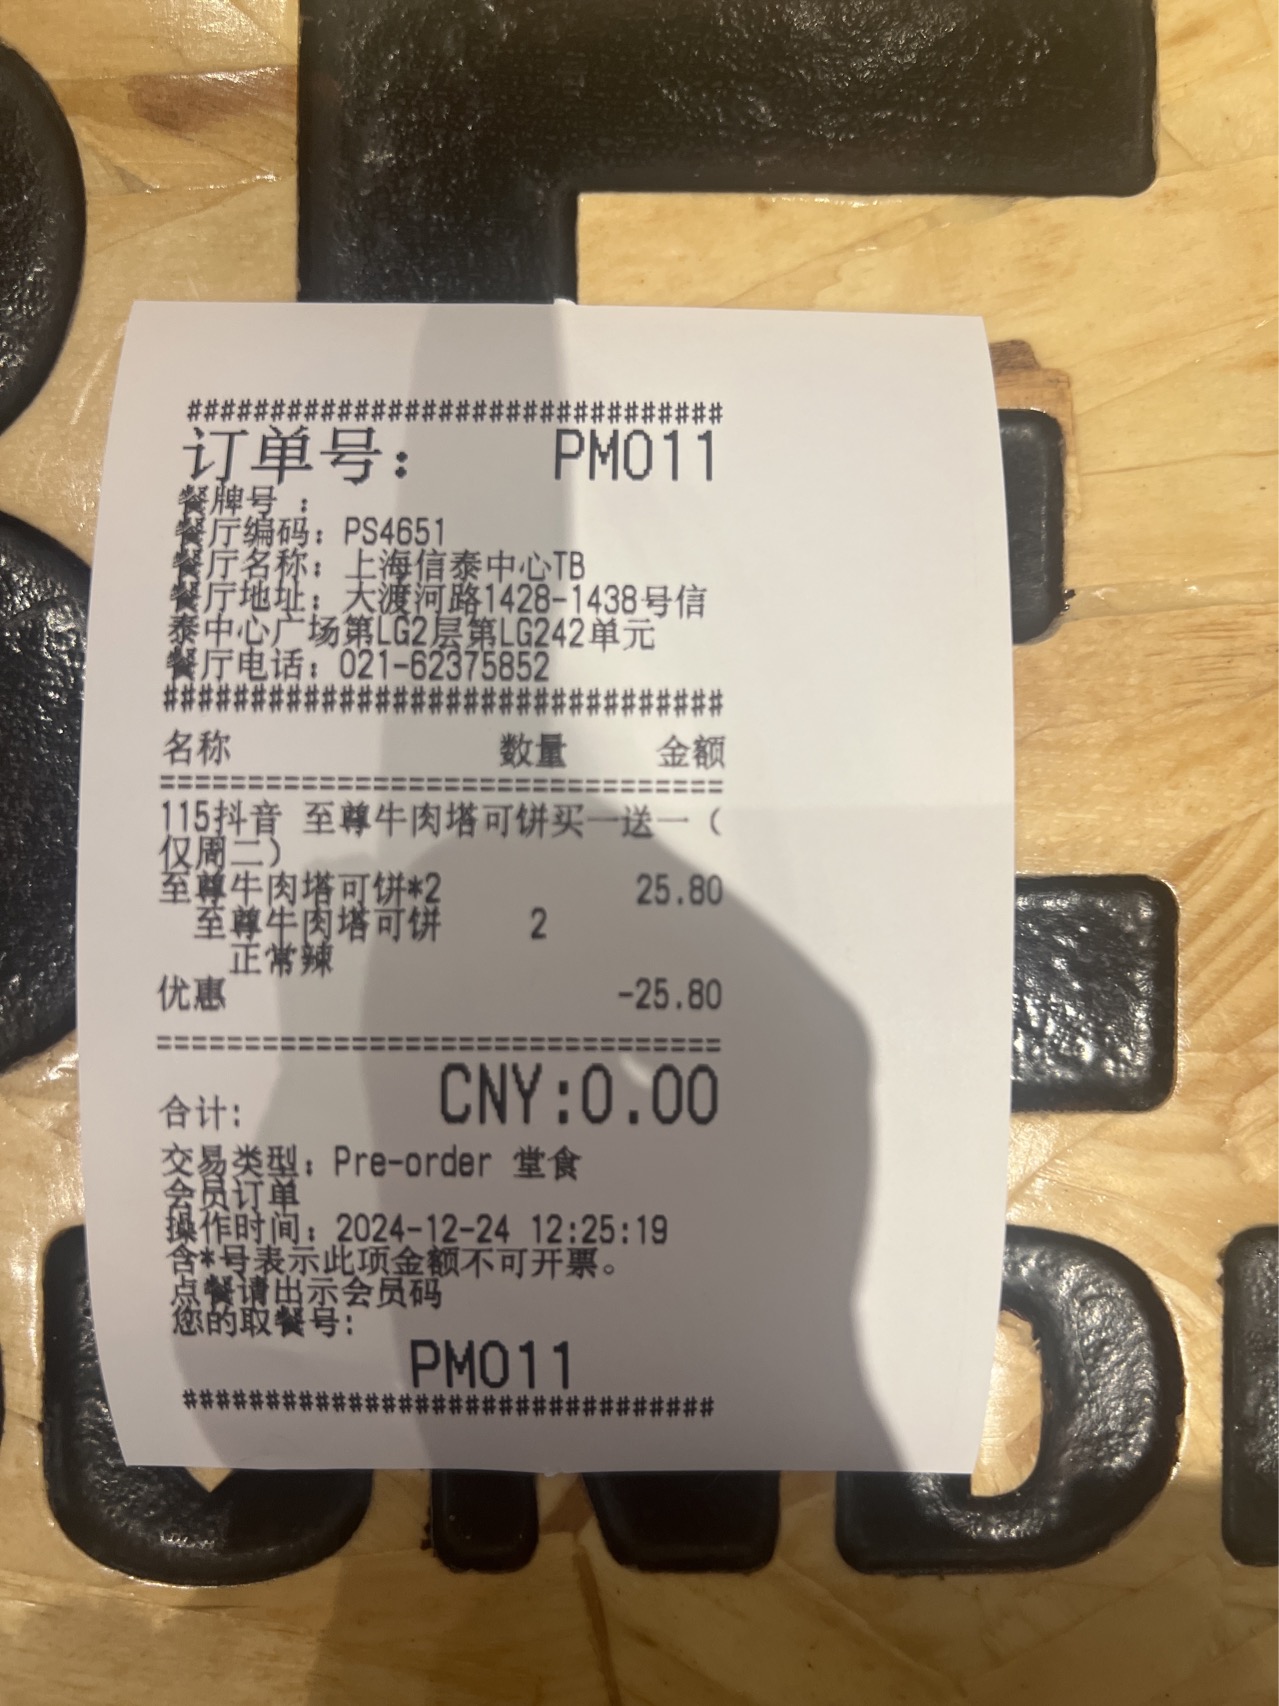 ################################
订单号: PM011
餐牌号 :
餐厅编码: PS4651
餐厅名称: 上海信泰中心TB
餐厅地址: 大渡河路1428-1438号信
泰中心广场第LG2层第LG242单元
餐厅电话: 021-62375852
################################
名称 数量 金额
================================
115抖音 至尊牛肉塔可饼买一送一 (
仅周二)
至尊牛肉塔可饼*2 25.80
至尊牛肉塔可饼 2
正常辣
优惠 -25.80
================================
合计: CNY:0.00
交易类型: Pre-order 堂食
会员订单
操作时间: 2024-12-24 12:25:19
含*号表示此项金额不可开票。
点餐请出示会员码
您的取餐号:
PM011
################################